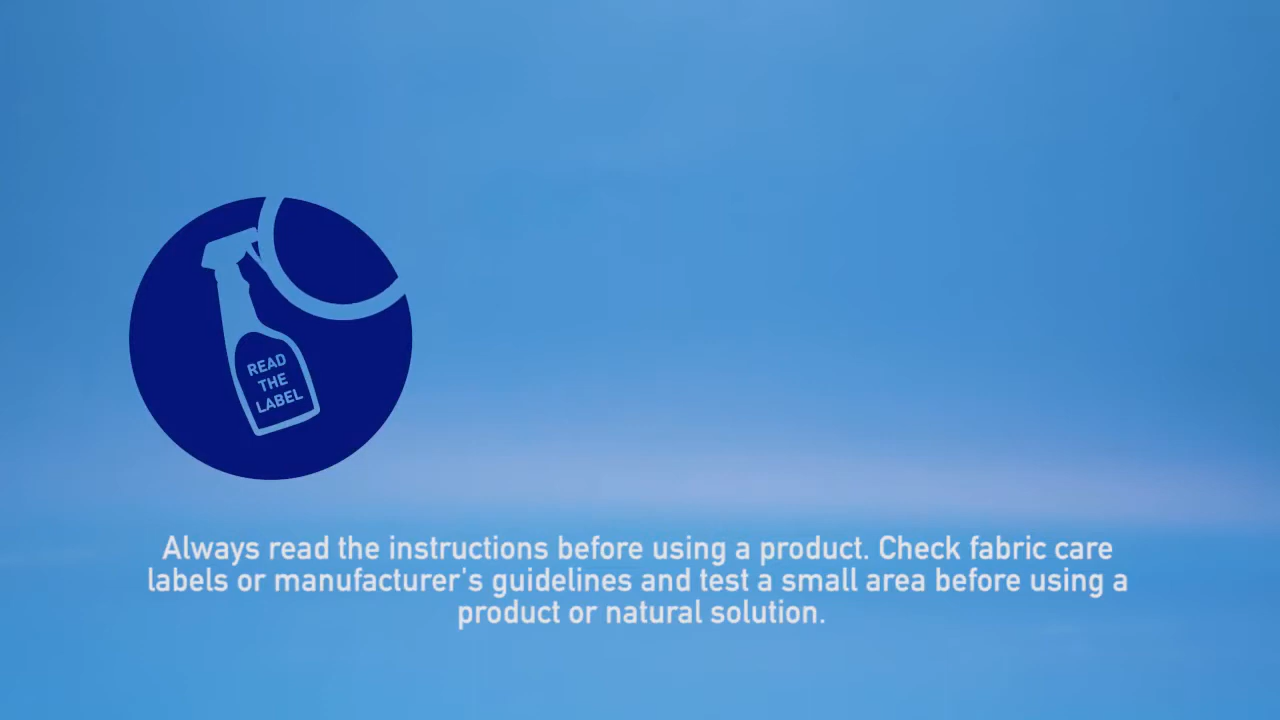 READ
THE
LABEL
Always read the instructions before using a product. Check fabric care
labels or manufacturer's guidelines and test a small area before using a
product or natural solution.